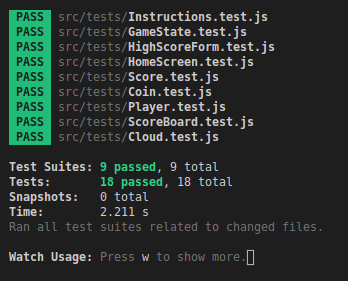 PASS src/tests/Instructions.test.js
PASS src/tests/GameState.test.js
PASS src/tests/HighScoreForm.test.js
PASS src/tests/HomeScreen.test.js
PASS src/tests/Score.test.js
PASS src/tests/Coin.test.js
PASS src/tests/Player.test.js
PASS src/tests/ScoreBoard.test.js
PASS src/tests/Cloud.test.js
Test Suites: 9 passed, 9 total
Tests: 18 passed, 18 total
Snapshots: 0 total
Time: 2.211 s
Ran all test suites related to changed files.
Watch Usage: Press w to show more.